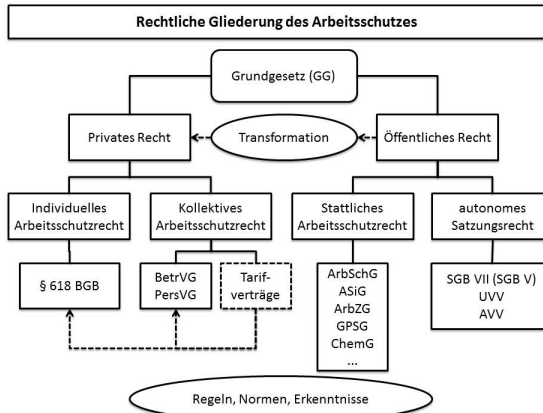 Rechtliche Gliederung des Arbeitsschutzes
Grundgesetz (GG)
Privates Recht
Transformation
Öffentliches Recht
Individuelles
Arbeitsschutzrecht
Kollektives
Arbeitsschutzrecht
Stattliches
Arbeitsschutzrecht
autonomes
Satzungsrecht
§ 618 BGB
BetrVG
PersVG
Tarif-
verträge
ArbSchG
ASiG
ArbZG
GPSG
ChemG
...
SGB VII (SGB V)
UVV
AVV
Regeln, Normen, Erkenntnisse